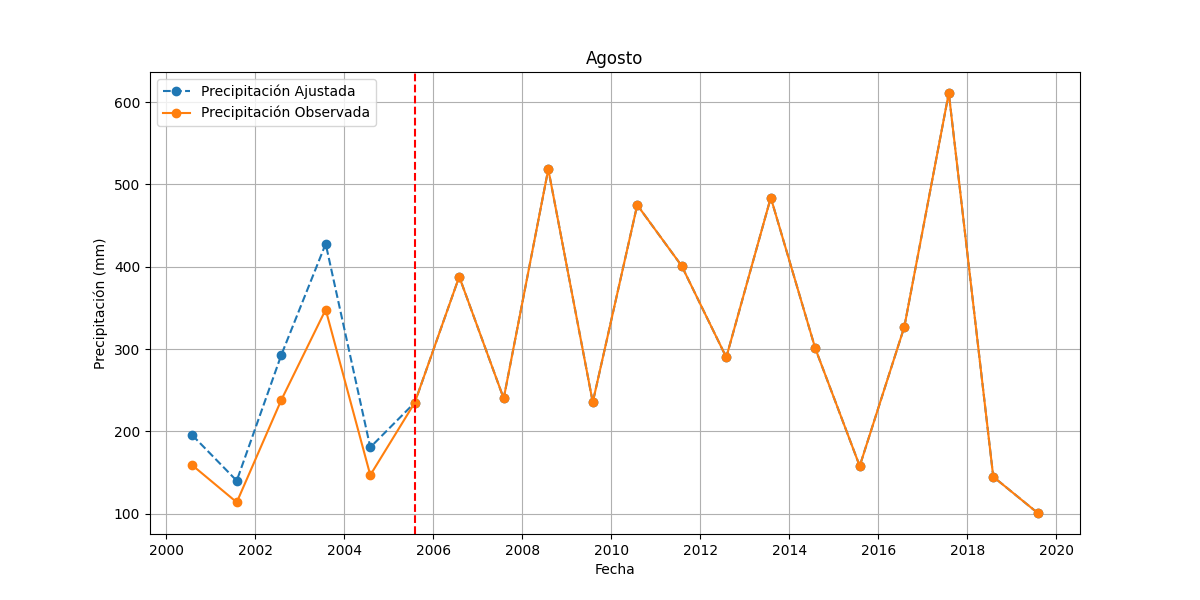 Agosto
Precipitación Ajustada
Precipitación Observada
Precipitación (mm)
600
500
400
300
200
100
2000 2002 2004 2006 2008 2010 2012 2014 2016 2018 2020
Fecha